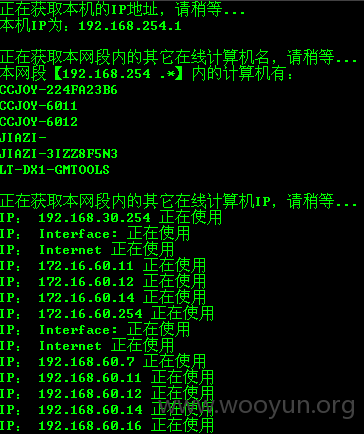 正在获取本机的IP地址，请稍等...
本机IP为：192.168.254.1
正在获取本网段内的其它在线计算机名，请稍等...
本网段【192.168.254 .*】内的计算机有：
CCJOY-224FA23B6
CCJOY-6011
CCJOY-6012
JIAZI-
JIAZI-3IZZ8F5N3
LT-DX1-GMTOOLS
正在获取本网段内的其它在线计算机IP，请稍等...
IP： 192.168.30.254 正在使用
IP： Interface: 正在使用
IP： Internet 正在使用
IP： 172.16.60.11 正在使用
IP： 172.16.60.12 正在使用
IP： 172.16.60.14 正在使用
IP： 172.16.60.254 正在使用
IP： Interface: 正在使用
IP： Internet 正在使用
IP： 192.168.60.7 正在使用
IP： 192.168.60.11 正在使用
IP： 192.168.60.12 正在使用
IP： 192.168.60.14 正在使用
IP： 192.168.60.16 正在使用
www.wooyun.org